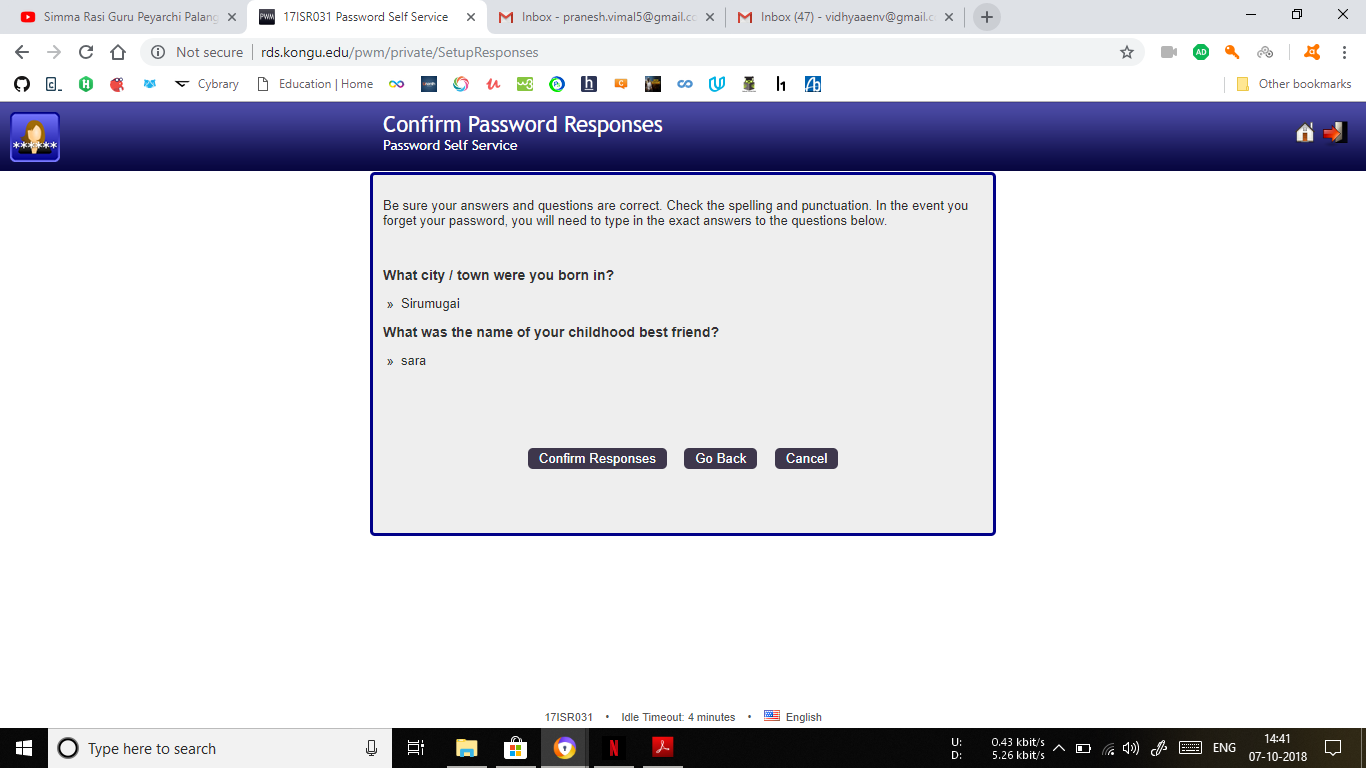 Simma Rasi Guru Peyarchi Palang
17ISR031 Password Self Service
Inbox - pranesh.vimal5@gmail.co
Inbox (47) - vidhyaaenv@gmail.c
Not secure
rds.kongu.edu/pwm/private/SetupResponses
Cybrary
Education | Home
Other bookmarks
Confirm Password Responses
Password Self Service
Be sure your answers and questions are correct. Check the spelling and punctuation. In the event you
forget your password, you will need to type in the exact answers to the questions below.
What city / town were you born in?
» Sirumugai
What was the name of your childhood best friend?
» sara
Confirm Responses
Go Back
Cancel
17ISR031 • Idle Timeout: 4 minutes • English
Type here to search
U: 0.43 kbit/s
D: 5.26 kbit/s
ENG
14:41
07-10-2018